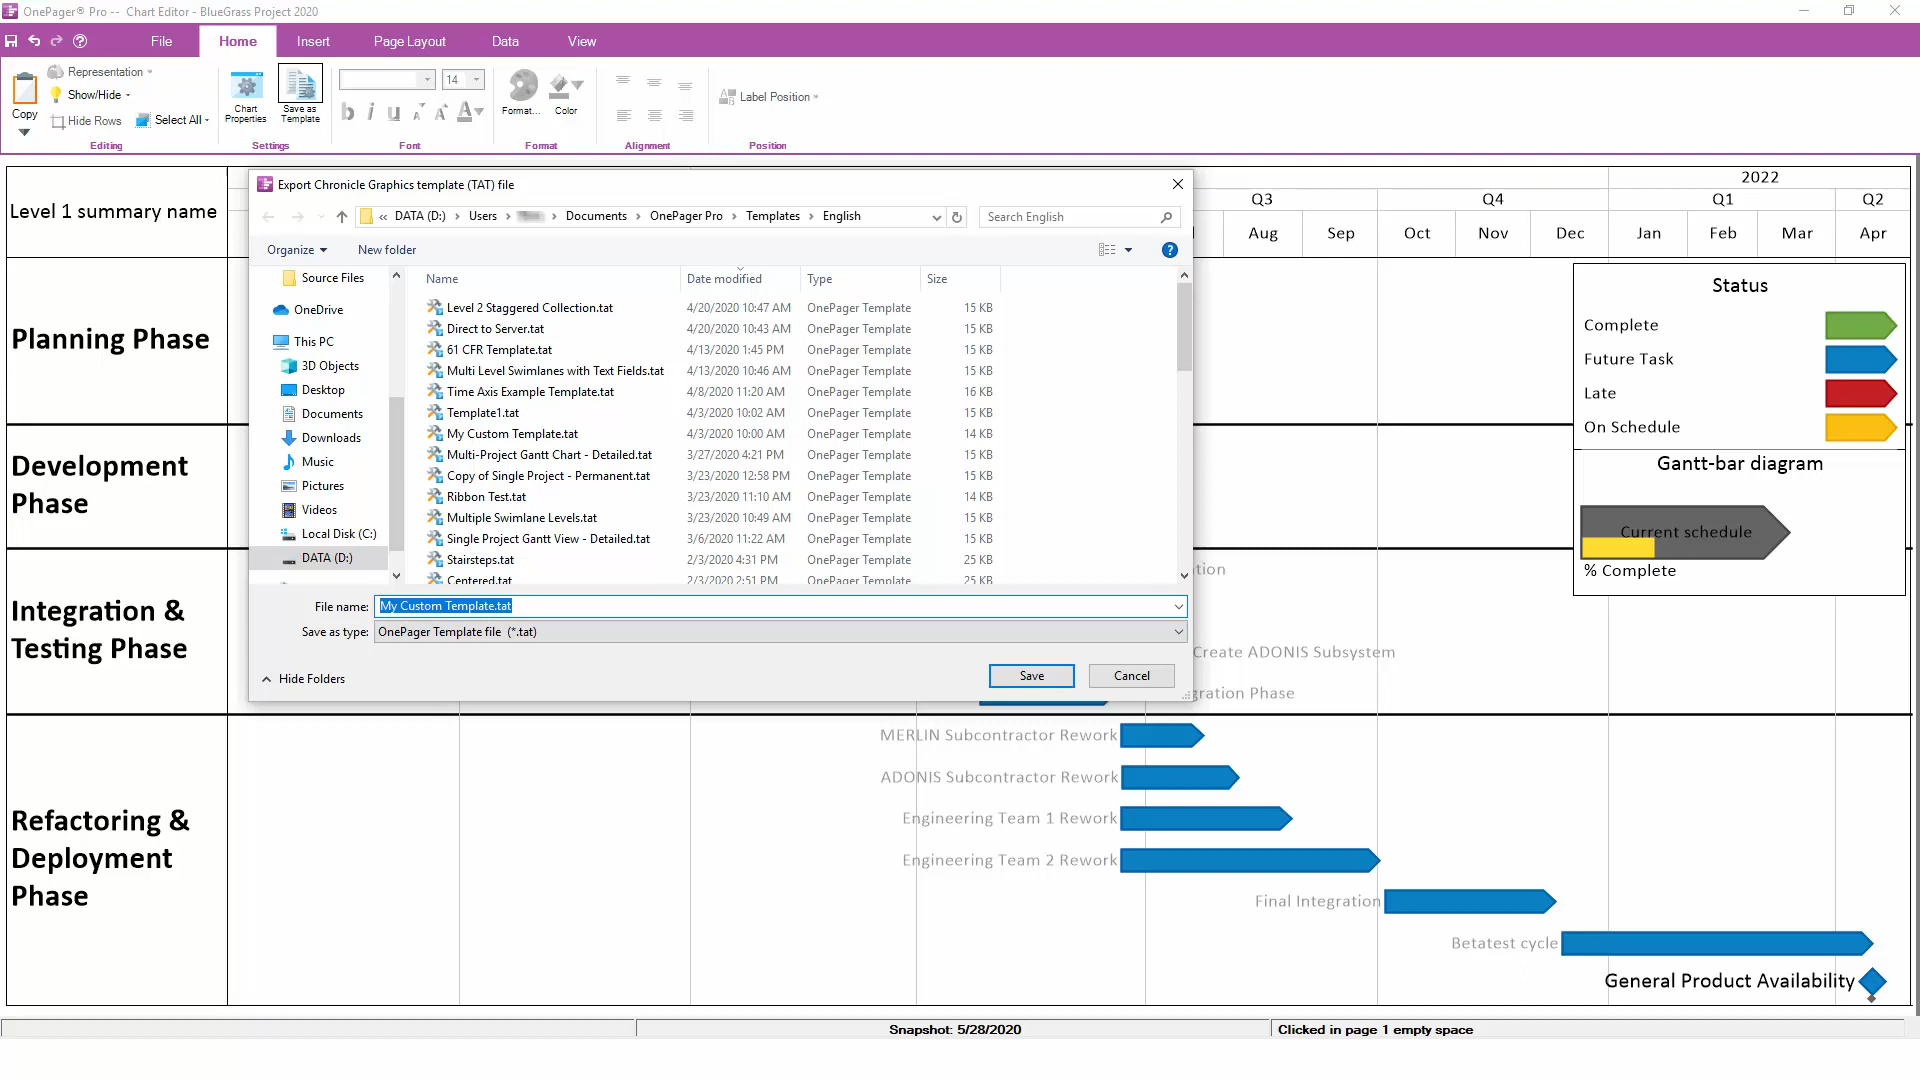 OnePager® Pro -- Chart Editor - BlueGrass Project 2020
File Home Insert Page Layout Data View
Copy
Representation
Show/Hide
Hide Rows
Select All
Editing
Chart Properties
Save as Template
Settings
14
b i u A A A
Font
Format...
Color
Format
Alignment
Label Position
Position
Level 1 summary name
2022
Q3 Q4 Q1 Q2
Aug Sep Oct Nov Dec Jan Feb Mar Apr
Export Chronicle Graphics template (TAT) file
« DATA (D:) › Users › › Documents › OnePager Pro › Templates › English
Search English
Organize
New folder
Source Files
OneDrive
This PC
3D Objects
Desktop
Documents
Downloads
Music
Pictures
Videos
Local Disk (C:)
DATA (D:)
Name Date modified Type Size
Level 2 Staggered Collection.tat 4/20/2020 10:47 AM OnePager Template 15 KB
Direct to Server.tat 4/20/2020 10:43 AM OnePager Template 15 KB
61 CFR Template.tat 4/13/2020 1:45 PM OnePager Template 15 KB
Multi Level Swimlanes with Text Fields.tat 4/13/2020 10:46 AM OnePager Template 15 KB
Time Axis Example Template.tat 4/8/2020 11:20 AM OnePager Template 16 KB
Template1.tat 4/3/2020 10:02 AM OnePager Template 15 KB
My Custom Template.tat 4/3/2020 10:00 AM OnePager Template 14 KB
Multi-Project Gantt Chart - Detailed.tat 3/27/2020 4:21 PM OnePager Template 15 KB
Copy of Single Project - Permanent.tat 3/23/2020 12:58 PM OnePager Template 15 KB
Ribbon Test.tat 3/23/2020 11:10 AM OnePager Template 14 KB
Multiple Swimlane Levels.tat 3/23/2020 10:49 AM OnePager Template 15 KB
Single Project Gantt View - Detailed.tat 3/6/2020 11:22 AM OnePager Template 15 KB
Stairsteps.tat 2/3/2020 4:31 PM OnePager Template 25 KB
Centered.tat 2/3/2020 2:51 PM OnePager Template 25 KB
File name: My Custom Template.tat
Save as type: OnePager Template file (*.tat)
Hide Folders
Save
Cancel
Status
Complete
Future Task
Late
On Schedule
Gantt-bar diagram
Current schedule
% Complete
Planning Phase
Development
Phase
Integration &
Testing Phase
Create ADONIS Subsystem
Phase
Refactoring &
Deployment
Phase
MERLIN Subcontractor Rework
ADONIS Subcontractor Rework
Engineering Team 1 Rework
Engineering Team 2 Rework
Final Integration
Betatest cycle
General Product Availability
Snapshot: 5/28/2020
Clicked in page 1 empty space